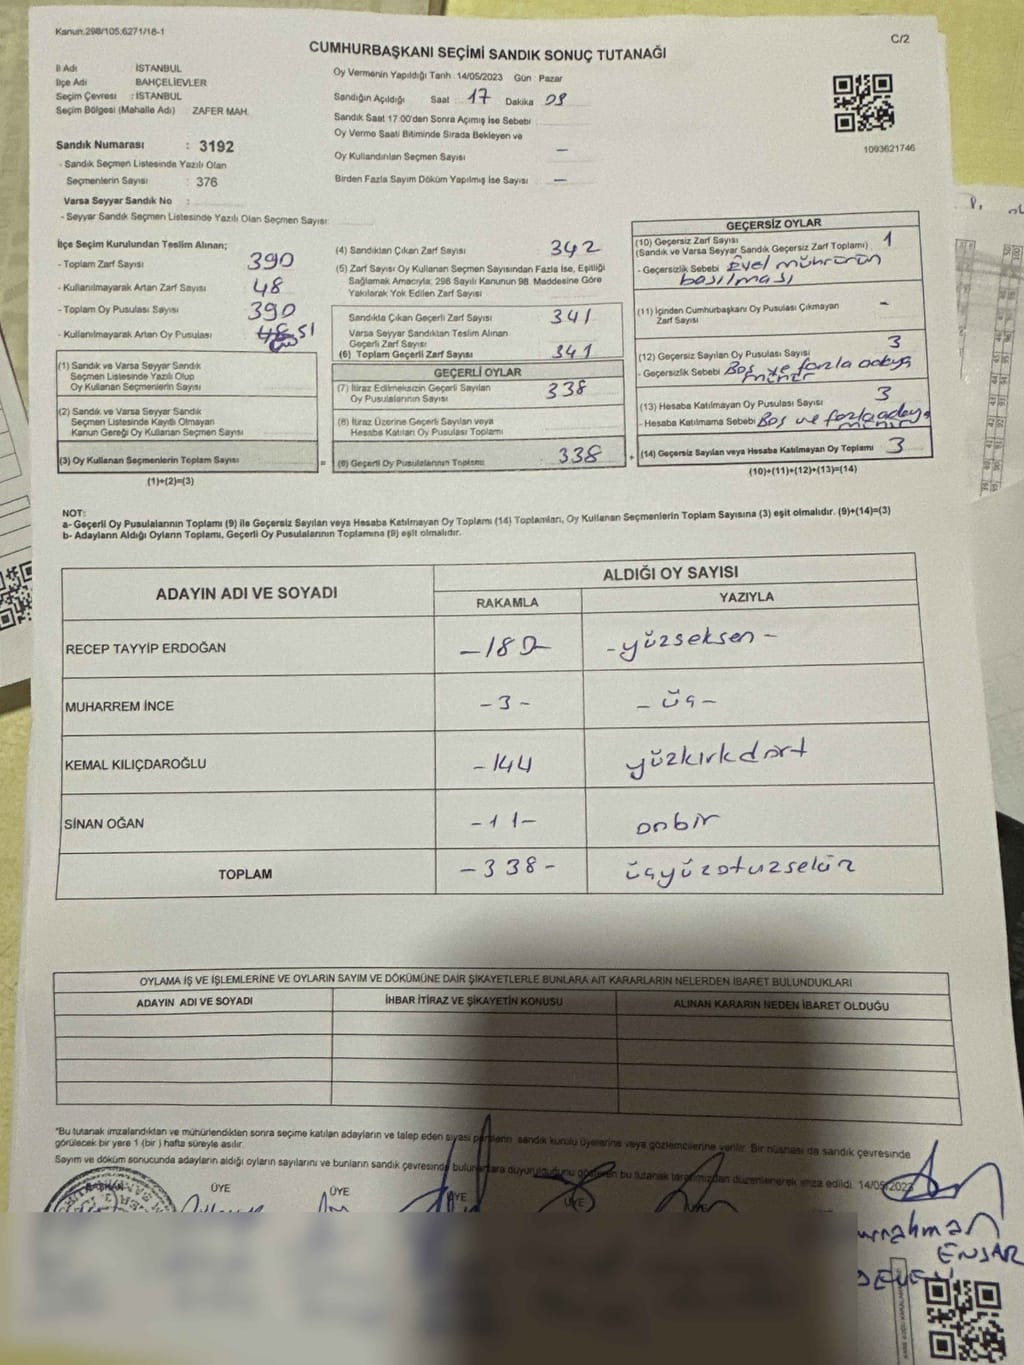 Kanun:298/105,6271/18-1
C/2
CUMHURBAŞKANI SEÇİMİ SANDIK SONUÇ TUTANAĞI
İl Adı : İSTANBUL
İlçe Adı : BAHÇELİEVLER
Seçim Çevresi : İSTANBUL
Seçim Bölgesi (Mahalle Adı) ZAFER MAH.
Sandık Numarası : 3192
- Sandık Seçmen Listesinde Yazılı Olan
Seçmenlerin Sayısı : 376
Varsa Seyyar Sandık No :
- Seyyar Sandık Seçmen Listesinde Yazılı Olan Seçmen Sayısı:
Oy Vermenin Yapıldığı Tarih :14/05/2023 Gün : Pazar
Sandığın Açıldığı Saat : 17 Dakika 09
Sandık Saat 17:00'den Sonra Açımış İse Sebebi
Oy Verme Saati Bitiminde Sırada Bekleyen ve
Oy Kullandırılan Seçmen Sayısı —
Birden Fazla Sayım Döküm Yapılmış İse Sayısı —
1093621746
İlçe Seçim Kurulundan Teslim Alınan;
- Toplam Zarf Sayısı 390
- Kullanılmayarak Artan Zarf Sayısı 48
- Toplam Oy Pusulası Sayısı 390
- Kullanılmayarak Artan Oy Pusulası 48 51
(1) Sandık ve Varsa Seyyar Sandık
Seçmen Listesinde Yazılı Olup
Oy Kullanan Seçmenlerin Sayısı
(2) Sandık ve Varsa Seyyar Sandık
Seçmen Listesinde Kayıtlı Olmayan
Kanun Gereği Oy Kullanan Seçmen Sayısı
(3) Oy Kullanan Seçmenlerin Toplam Sayısı =
(1)+(2)=(3)
(4) Sandıktan Çıkan Zarf Sayısı 342
(5) Zarf Sayısı Oy Kullanan Seçmen Sayısından Fazla İse, Eşitliği
Sağlamak Amacıyla; 298 Sayılı Kanunun 98. Maddesine Göre
Yakılarak Yok Edilen Zarf Sayısı
Sandıkla Çıkan Geçerli Zarf Sayısı 341
Varsa Seyyar Sandıktan Teslim Alınan
Geçerli Zarf Sayısı
(6) Toplam Geçerli Zarf Sayısı 341
GEÇERLİ OYLAR
(7) İtiraz Edilmeksizin Geçerli Sayılan
Oy Pusulalarının Sayısı 338
(8) İtiraz Üzerine Geçerli Sayılan veya
Hesaba Katılan Oy Pusulası Toplamı
(9) Geçerli Oy Pusulalarının Toplamı 338 +
GEÇERSİZ OYLAR
(10) Geçersiz Zarf Sayısı 1
(Sandık ve Varsa Seyyar Sandık Geçersiz Zarf Toplamı)
- Geçersizlik Sebebi Evet mührünün
basılması
(11) İçinden Cumhurbaşkanı Oy Pusulası Çıkmayan
Zarf Sayısı -
(12) Geçersiz Sayılan Oy Pusulası Sayısı 3
- Geçersizlik Sebebi Boş ve fazla adaya
mühür
(13) Hesaba Katılmayan Oy Pusulası Sayısı 3
- Hesaba Katılmama Sebebi Boş ve fazla adaya
mühür
(14) Geçersiz Sayılan veya Hesaba Katılmayan Oy Toplamı 3
(10)+(11)+(12)+(13)=(14)
NOT:
a- Geçerli Oy Pusulalarının Toplamı (9) ile Geçersiz Sayılan veya Hesaba Katılmayan Oy Toplamı (14) Toplamları, Oy Kullanan Seçmenlerin Toplam Sayısına (3) eşit olmalıdır. (9)+(14)=(3)
b- Adayların Aldığı Oyların Toplamı, Geçerli Oy Pusulalarının Toplamına (9) eşit olmalıdır.
ADAYIN ADI VE SOYADI
ALDIĞI OY SAYISI
RAKAMLA YAZIYLA
RECEP TAYYİP ERDOĞAN -180- -yüzseksen-
MUHARREM İNCE -3- -üç-
KEMAL KILIÇDAROĞLU -144 yüzkırkdört
SİNAN OĞAN -11- onbir
TOPLAM -338- üçyüzotuzsekiz
OYLAMA İŞ VE İŞLEMLERİNE VE OYLARIN SAYIM VE DÖKÜMÜNE DAİR ŞİKAYETLERLE BUNLARA AİT KARARLARIN NELERDEN İBARET BULUNDUKLARI
ADAYIN ADI VE SOYADI İHBAR İTİRAZ VE ŞİKAYETİN KONUSU ALINAN KARARIN NEDEN İBARET OLDUĞU
*Bu tutanak imzalandıktan ve mühürlendikten sonra seçime katılan adayların ve talep eden siyasi partilerin sandık kurulu üyelerine veya gözlemcilerine verilir. Bir nüshası da sandık çevresinde
görülecek bir yere 1 (bir) hafta süreyle asılır.
Sayım ve döküm sonucunda adayların aldığı oyların sayılarını ve bunların sandık çevresinde bulunanlara duyurulduğunu gösteren bu tutanak tarafımızdan düzenlenerek imza edildi. 14/05/2023
BAŞKAN ÜYE ÜYE ÜYE ÜYE
urrahman
ENSAR